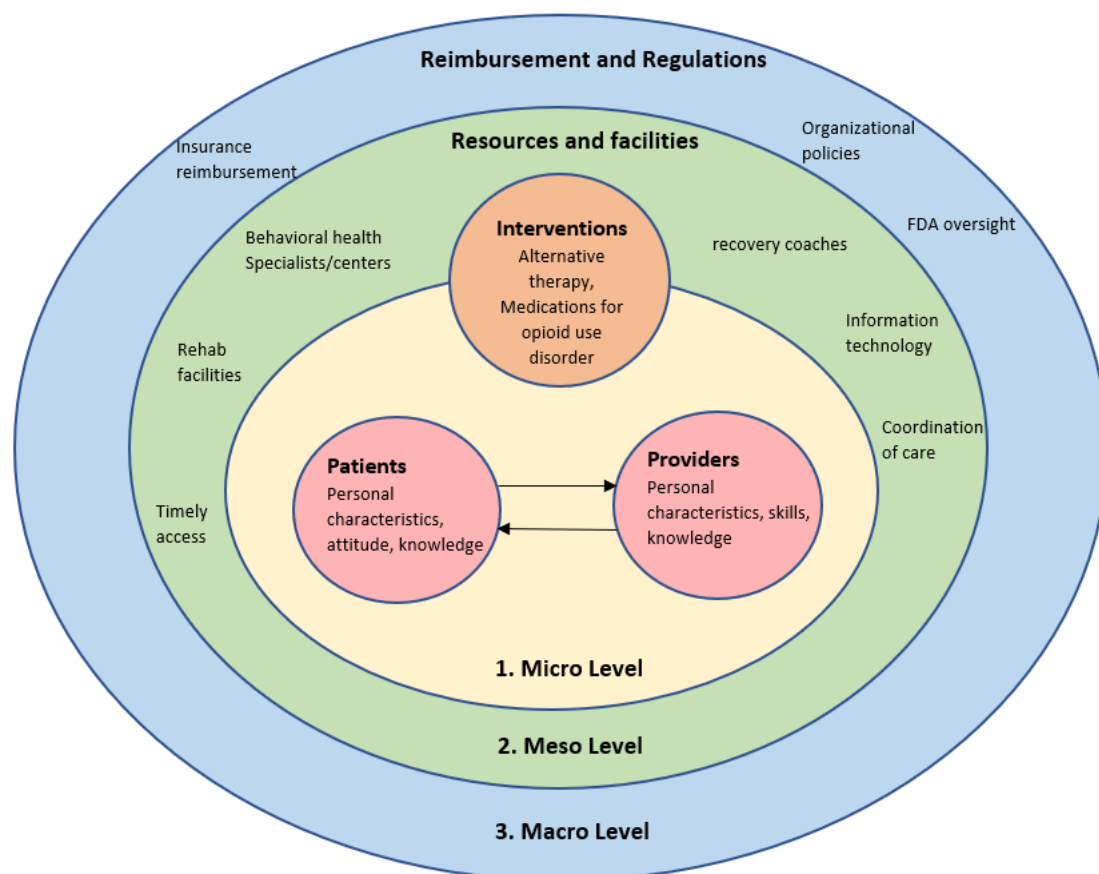 Reimbursement and Regulations
Insurance
reimbursement
Organizational
policies
FDA oversight
Resources and facilities
Behavioral health
Specialists/centers
recovery coaches
Rehab
facilities
Information
technology
Coordination
of care
Timely
access
Interventions
Alternative
therapy,
Medications for
opioid use
disorder
Patients
Personal
characteristics,
attitude, knowledge
Providers
Personal
characteristics, skills,
knowledge
1. Micro Level
2. Meso Level
3. Macro Level